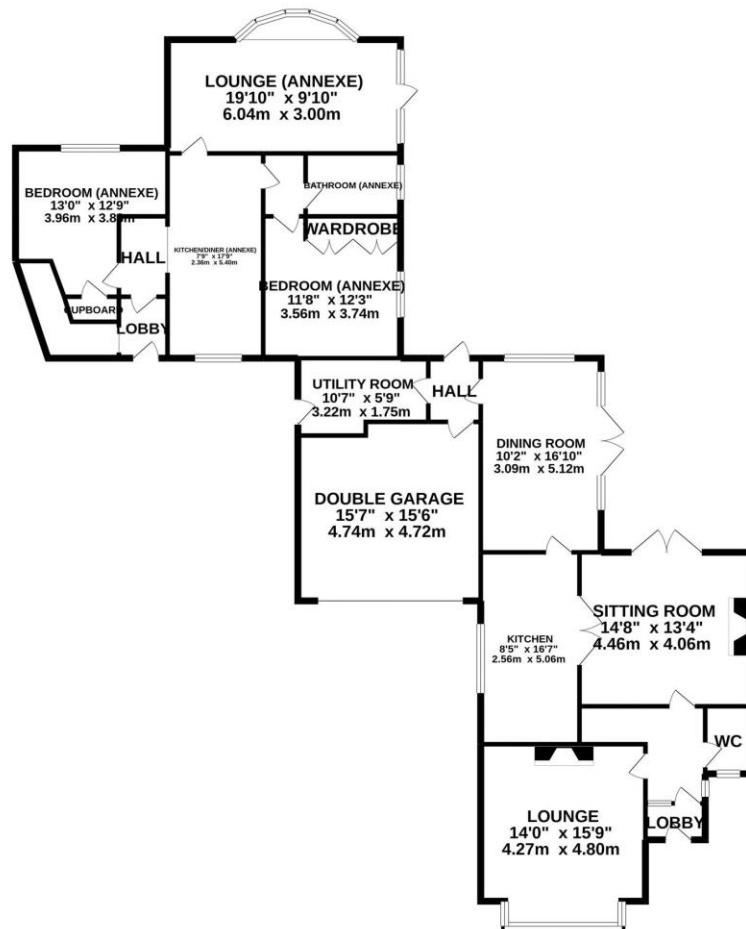 LOUNGE (ANNEXE)
19'10" x 9'10"
6.04m x 3.00m
BEDROOM (ANNEXE)
13'0" x 12'9"
BATHROOM (ANNEXE)
WARDROBE
HALL
KITCHEN/DINER (ANNEXE)
7'9" x 17'9"
2.36m x 5.40m
BEDROOM (ANNEXE)
11'8" x 12'3"
3.56m x 3.74m
CUPBOARD
LOBBY
UTILITY ROOM
10'7" x 5'9"
3.22m x 1.75m
HALL
DINING ROOM
10'2" x 16'10"
3.09m x 5.12m
DOUBLE GARAGE
15'7" x 15'6"
4.74m x 4.72m
SITTING ROOM
14'8" x 13'4"
4.46m x 4.06m
KITCHEN
8'5" x 16'7"
2.56m x 5.06m
WC
LOUNGE
14'0" x 15'9"
4.27m x 4.80m
LOBBY